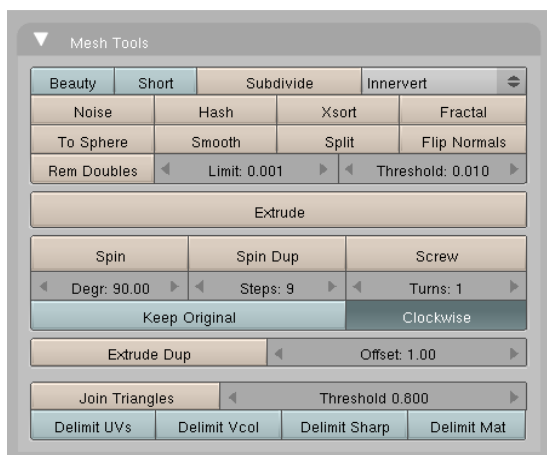 Mesh Tools
Beauty Short Subdivide Innervert
Noise Hash Xsort Fractal
To Sphere Smooth Split Flip Normals
Rem Doubles Limit: 0.001 Threshold: 0.010
Extrude
Spin Spin Dup Screw
Degr: 90.00 Steps: 9 Turns: 1
Keep Original Clockwise
Extrude Dup Offset: 1.00
Join Triangles Threshold 0.800
Delimit UVs Delimit Vcol Delimit Sharp Delimit Mat